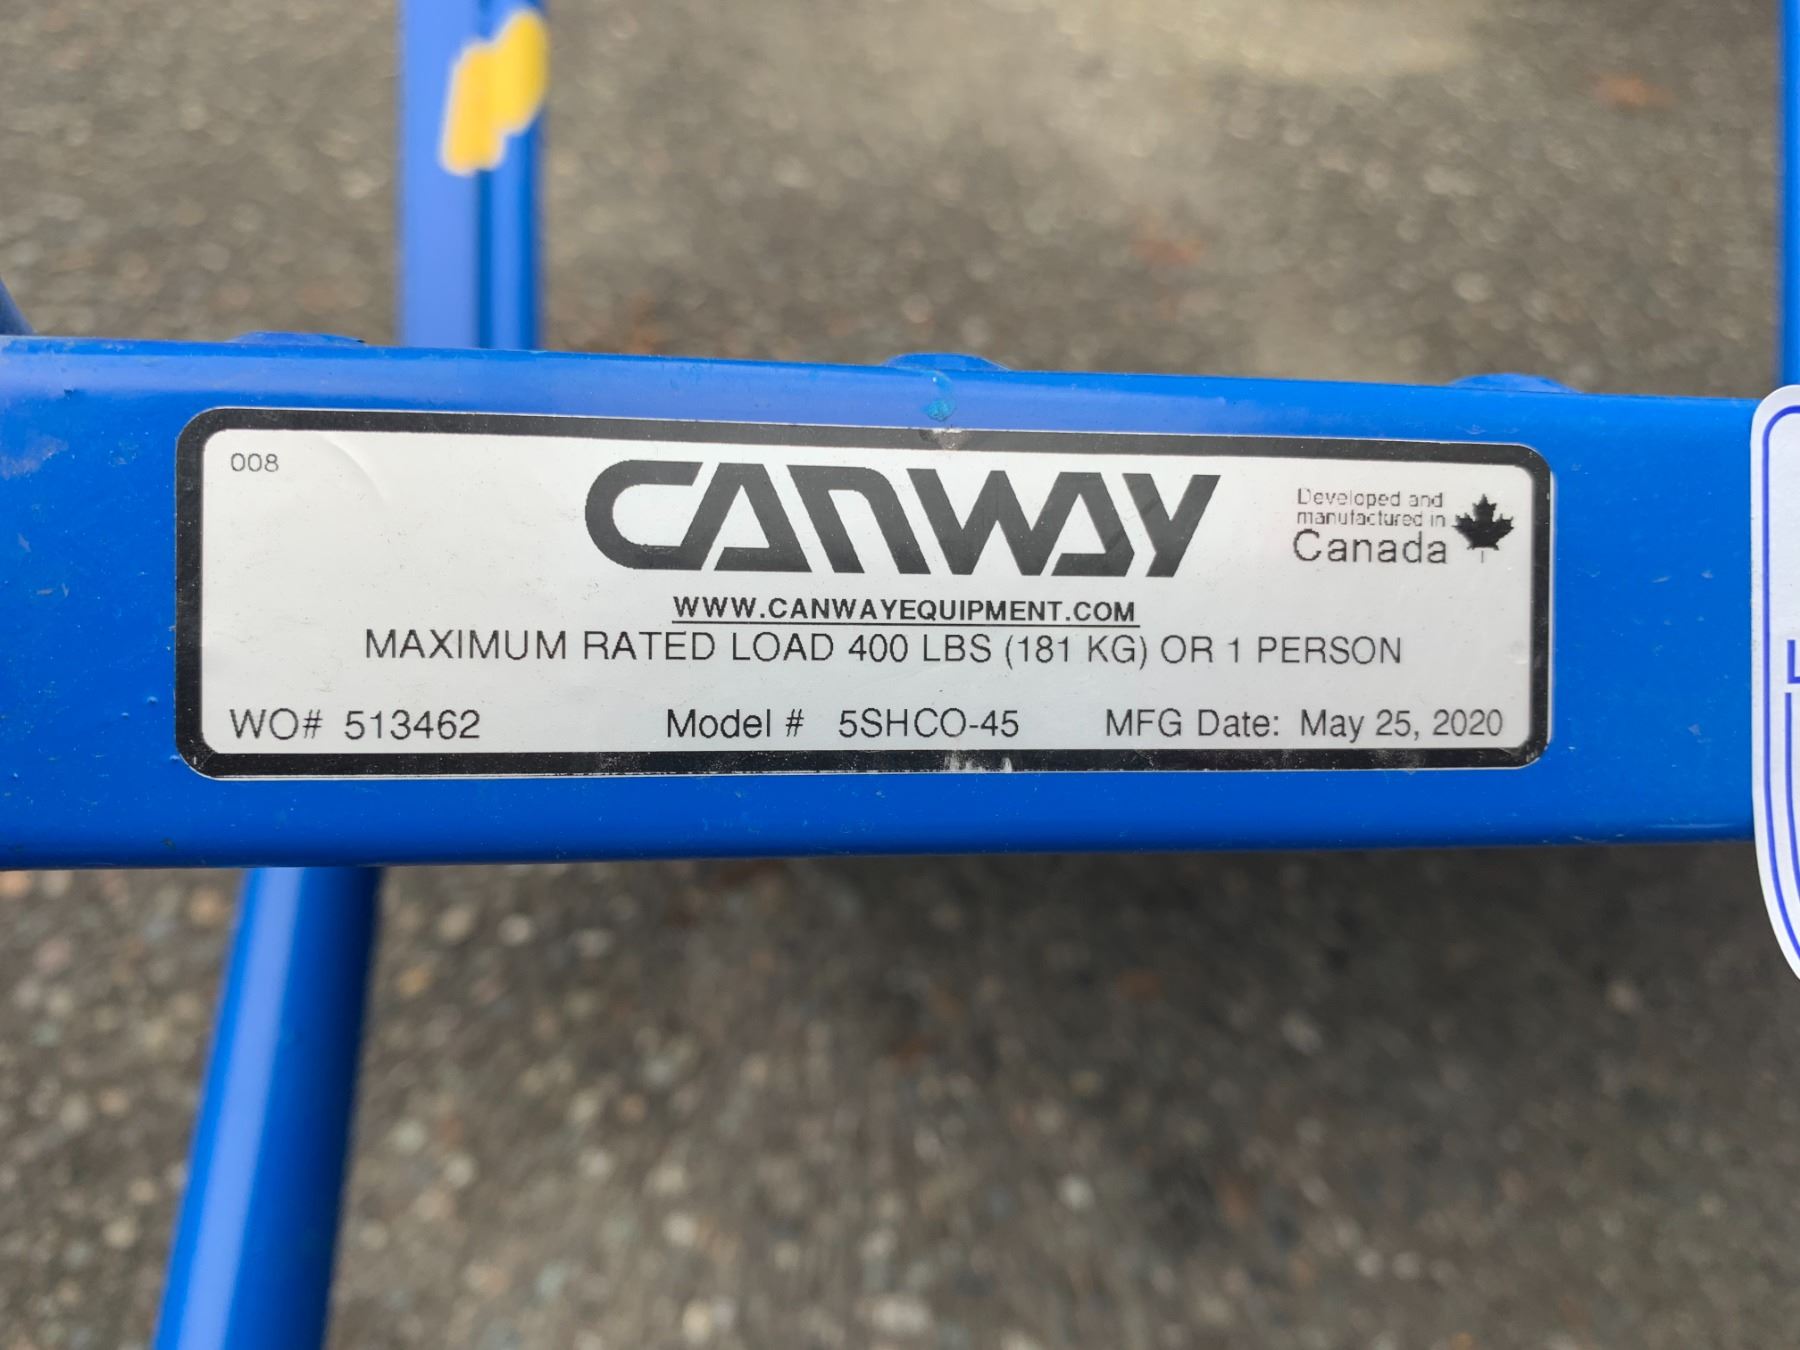 008
CANWAY
Developed and
manufactured in
Canada
WWW.CANWAYEQUIPMENT.COM
MAXIMUM RATED LOAD 400 LBS (181 KG) OR 1 PERSON
WO# 513462 Model # 5SHCO-45 MFG Date: May 25, 2020